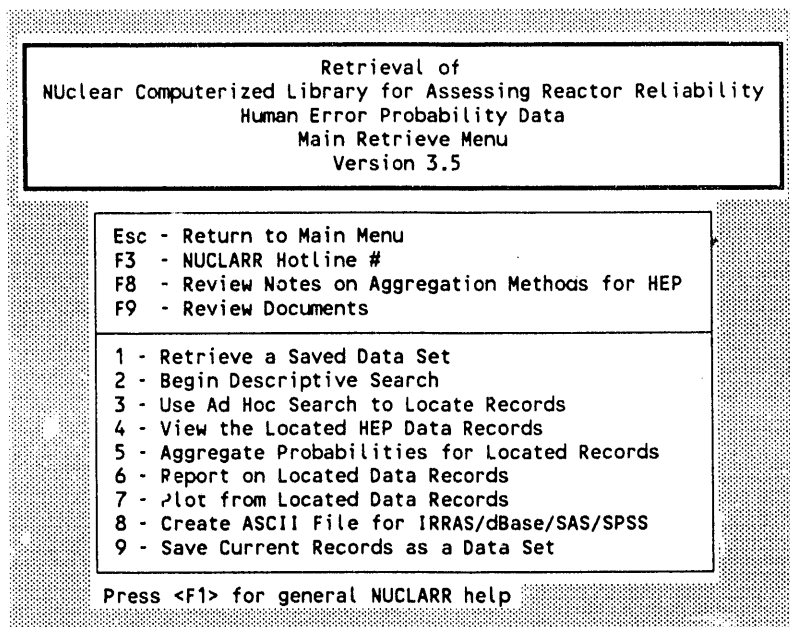 Retrieval of
NUclear Computerized Library for Assessing Reactor Reliability
Human Error Probability Data
Main Retrieve Menu
Version 3.5
Esc - Return to Main Menu
F3 - NUCLARR Hotline #
F8 - Review Notes on Aggregation Methods for HEP
F9 - Review Documents
1 - Retrieve a Saved Data Set
2 - Begin Descriptive Search
3 - Use Ad Hoc Search to Locate Records
4 - View the Located HEP Data Records
5 - Aggregate Probabilities for Located Records
6 - Report on Located Data Records
7 - Plot from Located Data Records
8 - Create ASCII File for IRRAS/dBase/SAS/SPSS
9 - Save Current Records as a Data Set
Press <F1> for general NUCLARR help